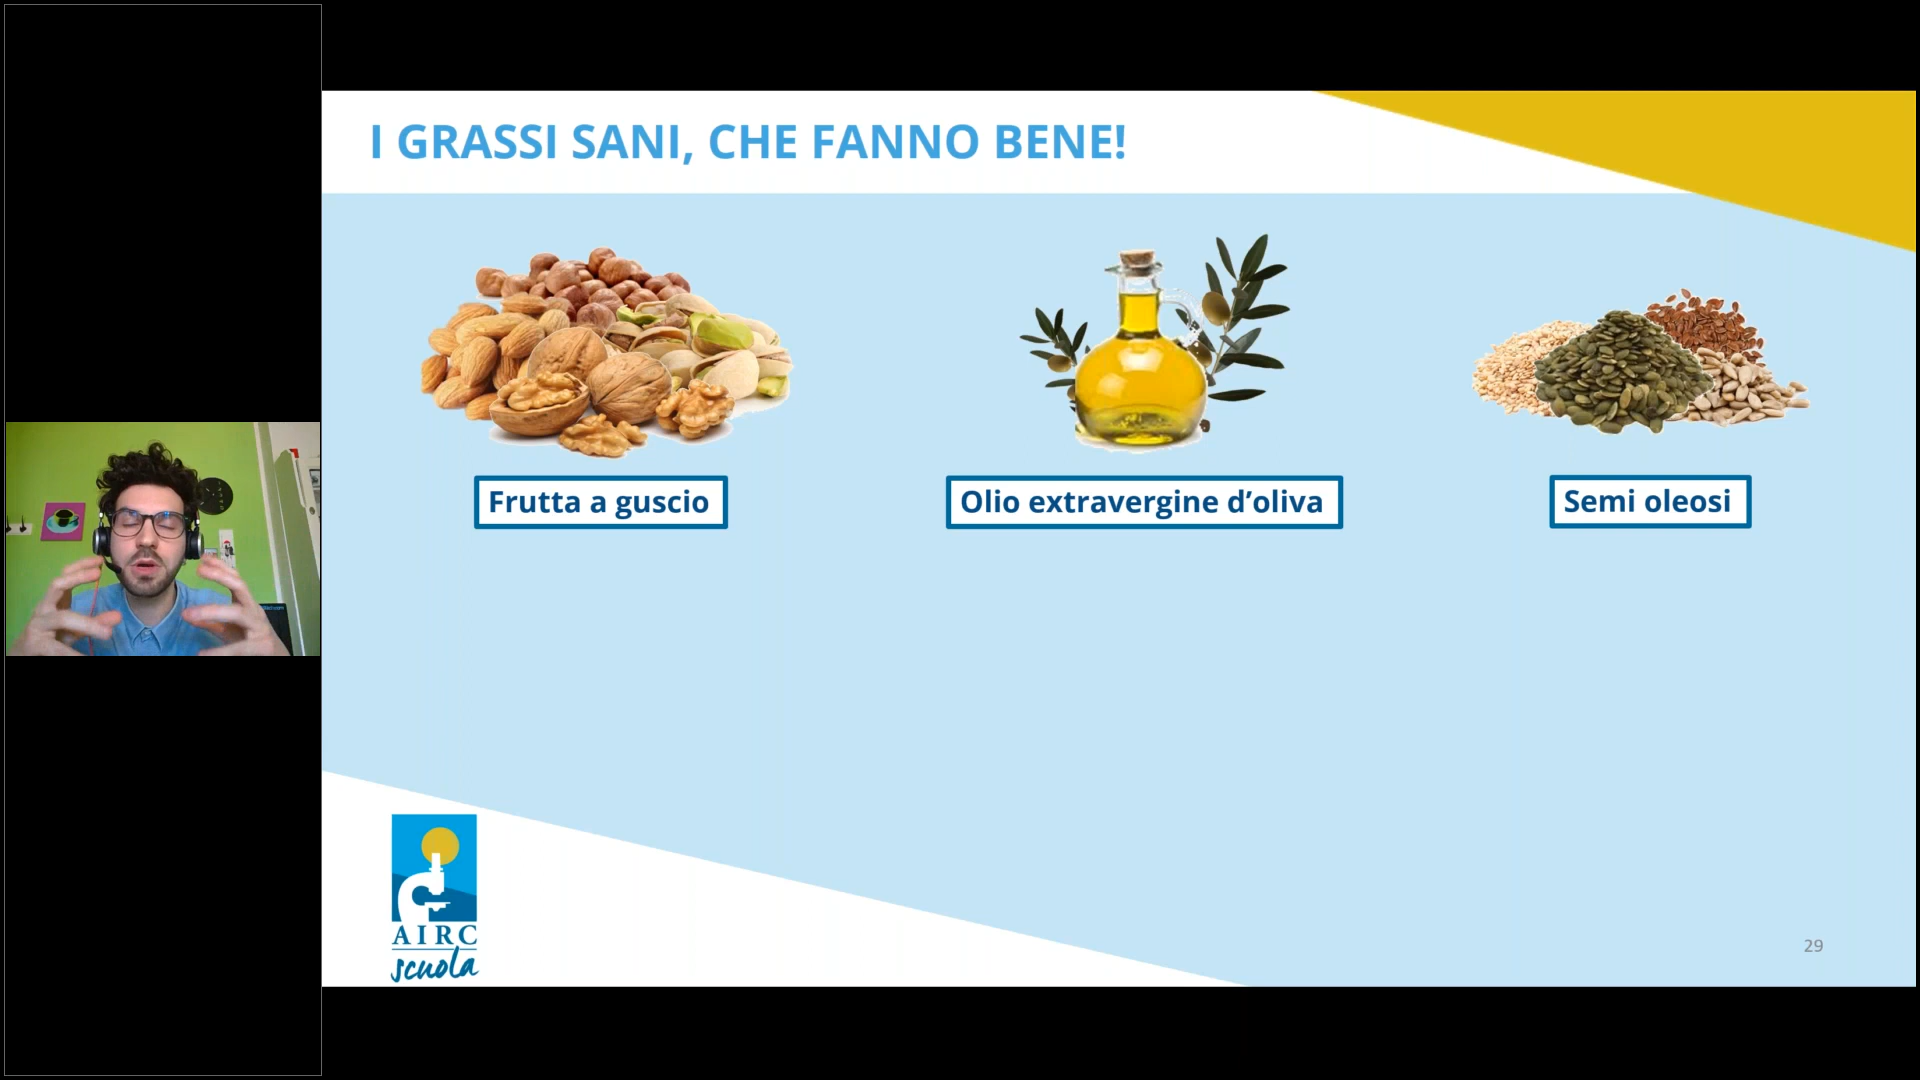 I GRASSI SANI, CHE FANNO BENE!
Frutta a guscio
Olio extravergine d’oliva
Semi oleosi
AIRC
scuola
29